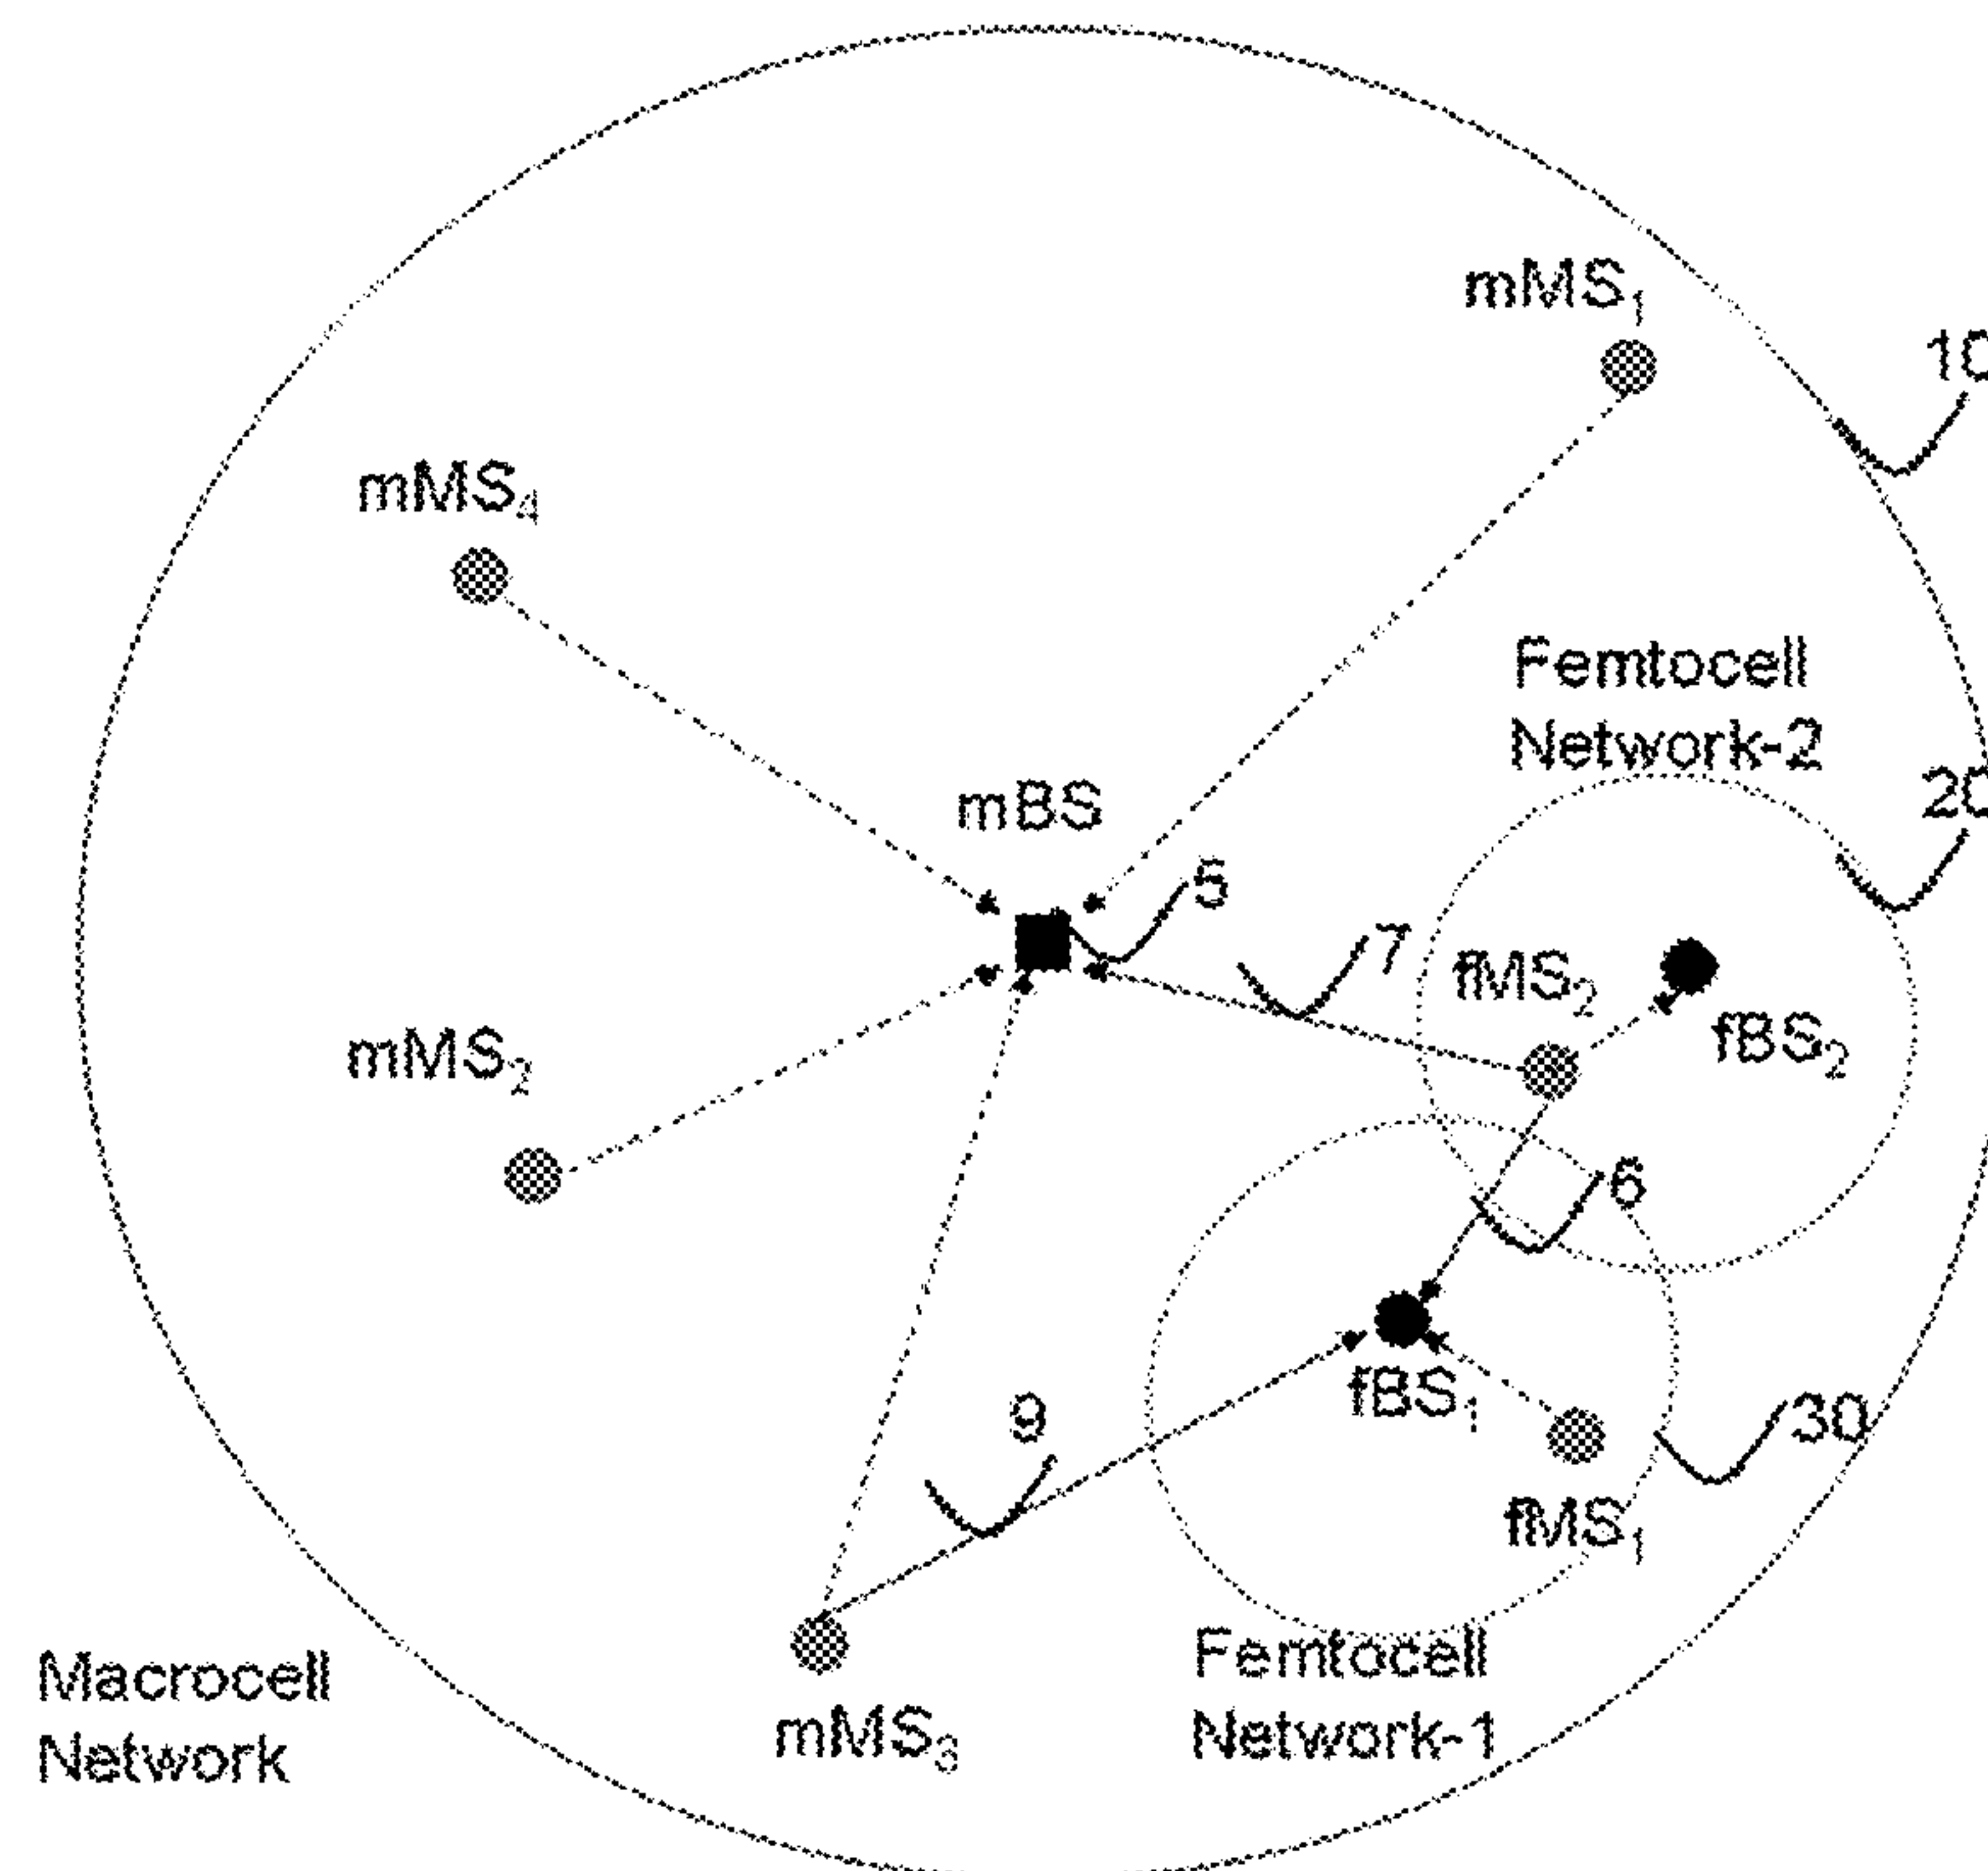 mMS1
10
mMS4
Femtocell
Network-2
20
mBS
5
7
fMS2
fBS2
mMS2
6
fBS1
9
30
fMS1
Femtocell
Network-1
Macrocell
Network
mMS3